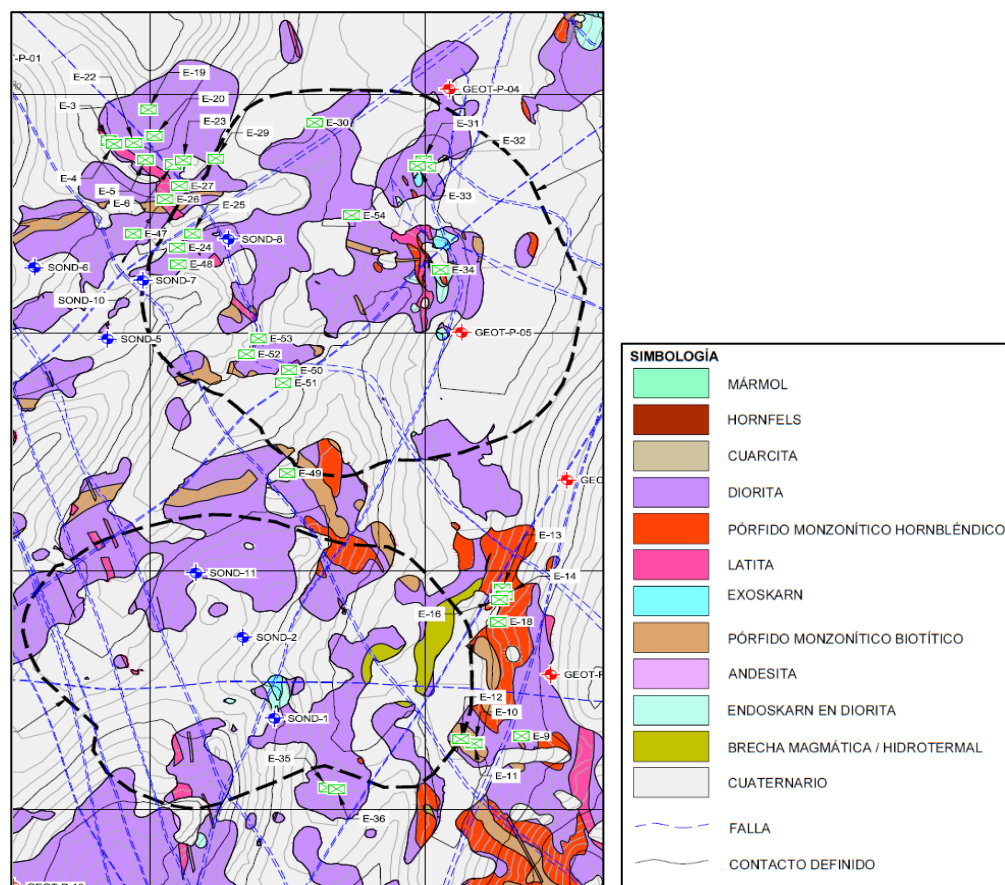 T-P-01
E-22
E-19
E-3
E-20
E-23
GEOT-P-04
E-29
E-30
E-31
E-32
E-4
E-5
E-27
E-6
E-26
E-33
E-25
E-54
E-47
SOND-8
E-24
SOND-6
E-48
E-34
SOND-7
SOND-10
SOND-5
E-53
GEOT-P-05
E-52
E-50
E-51
E-49
GEO
E-13
SOND-11
E-14
E-16
E-18
SOND-2
GEOT-P
E-12
E-10
SOND-1
E-9
E-35
E-11
E-36
GEOT-P-10
SIMBOLOGÍA
MÁRMOL
HORNFELS
CUARCITA
DIORITA
PÓRFIDO MONZONÍTICO HORNBLÉNDICO
LATITA
EXOSKARN
PÓRFIDO MONZONÍTICO BIOTÍTICO
ANDESITA
ENDOSKARN EN DIORITA
BRECHA MAGMÁTICA / HIDROTERMAL
CUATERNARIO
FALLA
CONTACTO DEFINIDO